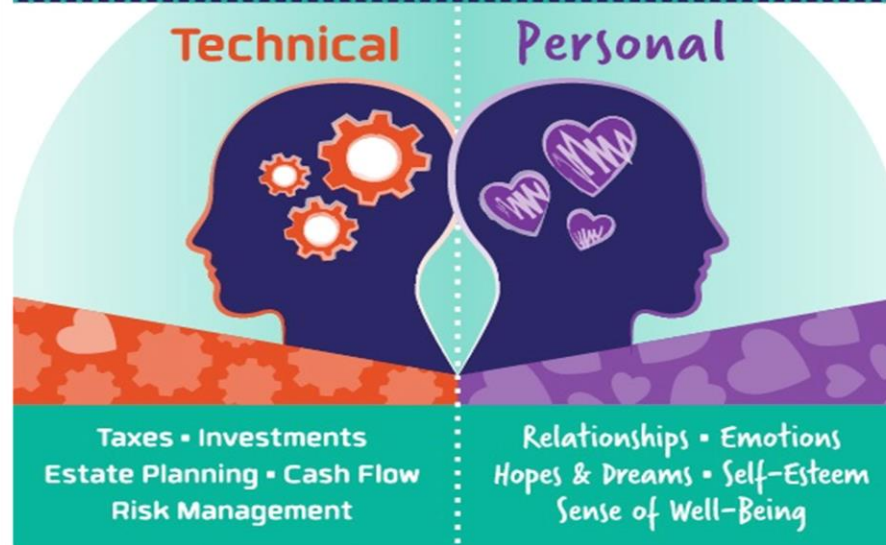 Technical
Personal
Taxes ▪ Investments
Estate Planning ▪ Cash Flow
Risk Management
Relationships ▪ Emotions
Hopes & Dreams ▪ Self-Esteem
Sense of Well-Being